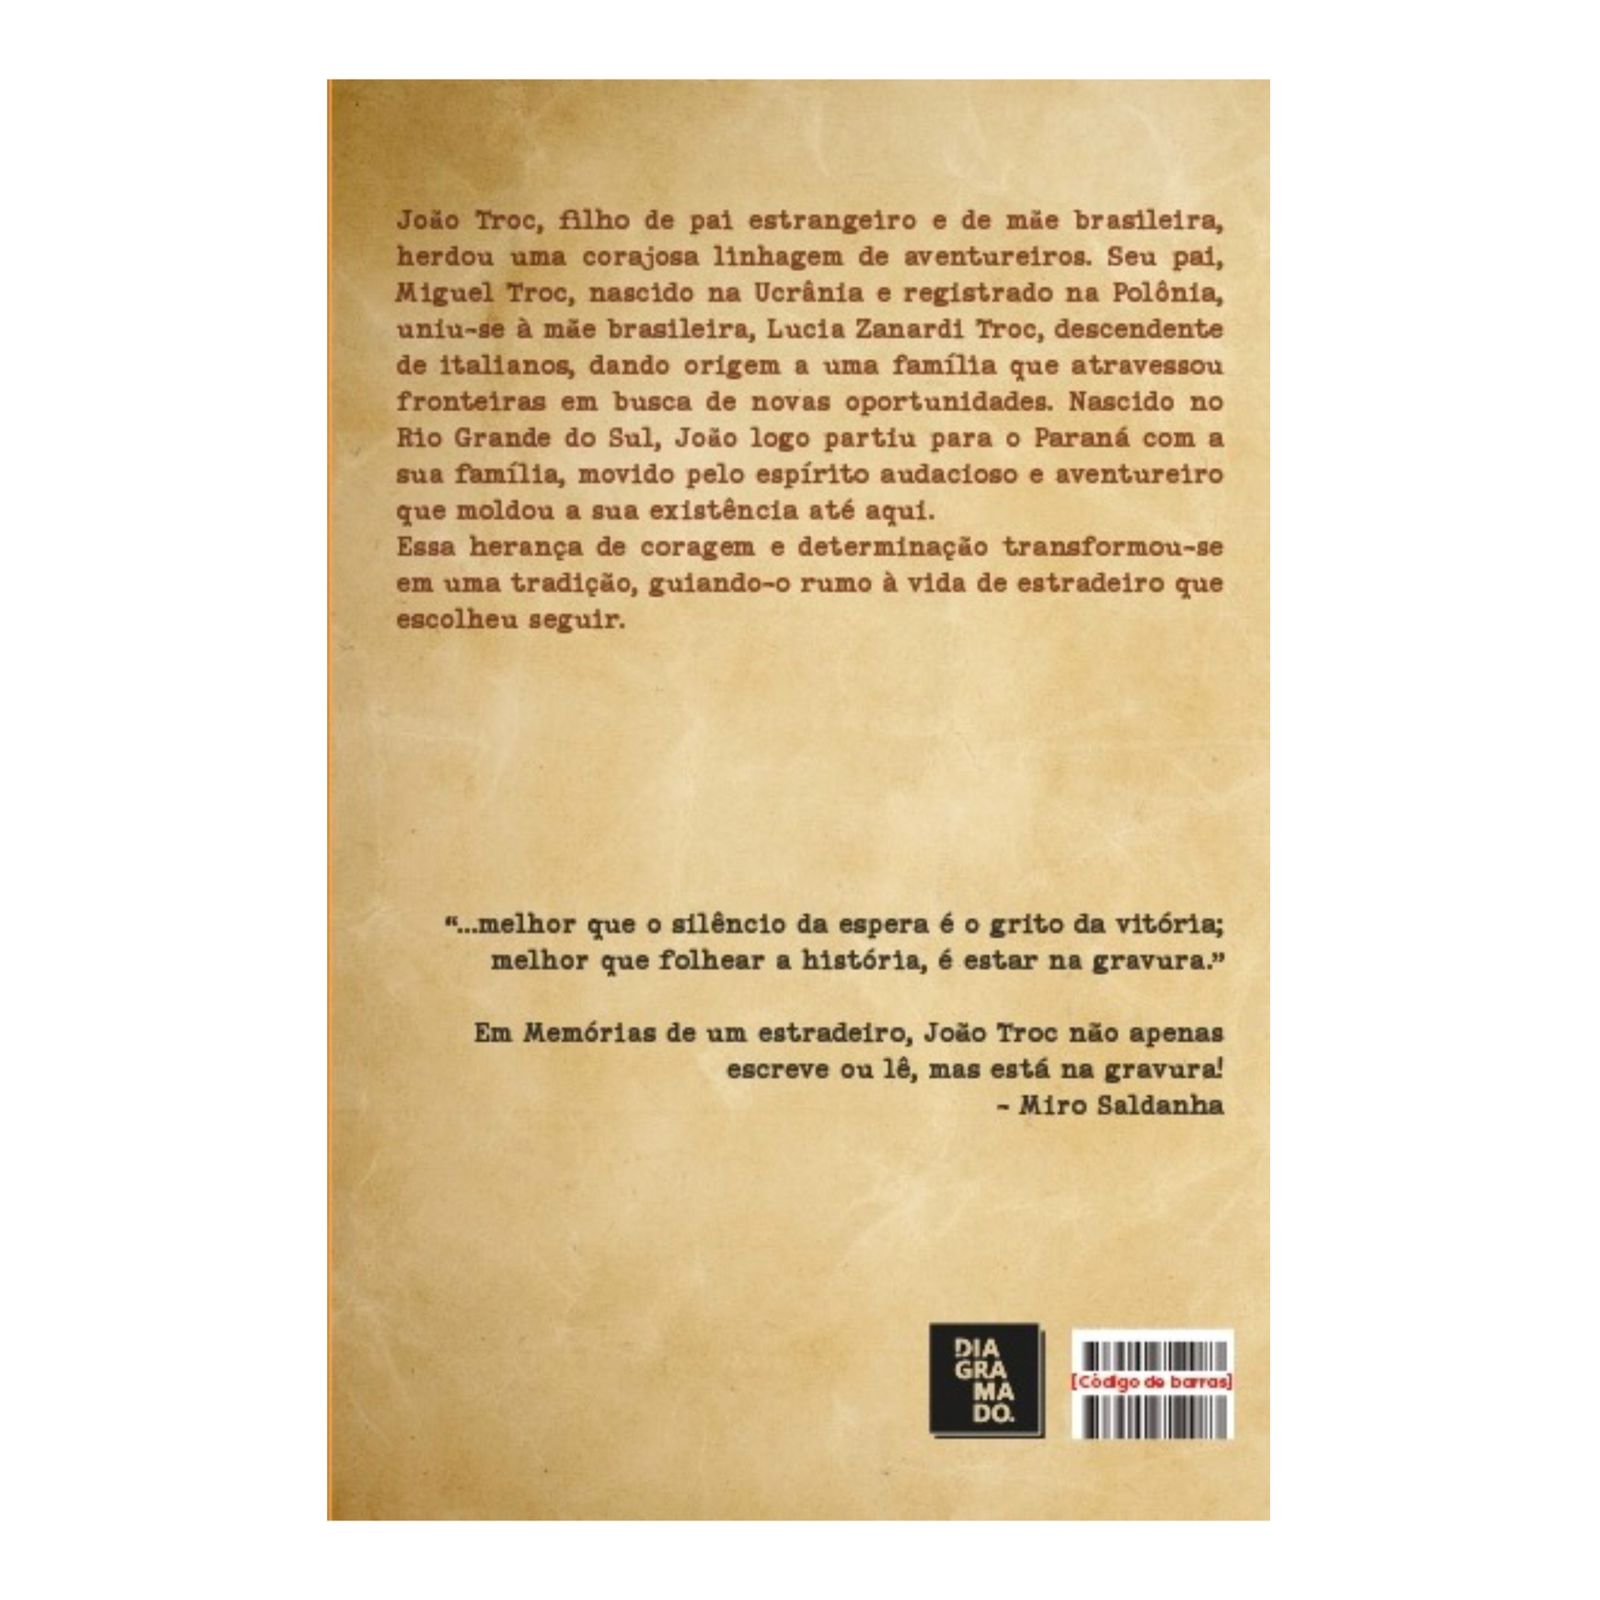 João Troc, filho de pai estrangeiro e de mãe brasileira,
herdou uma corajosa linhagem de aventureiros. Seu pai,
Miguel Troc, nascido na Ucrânia e registrado na Polônia,
uniu-se à mãe brasileira, Lucia Zanardi Troc, descendente
de italianos, dando origem a uma família que atravessou
fronteiras em busca de novas oportunidades. Nascido no
Rio Grande do Sul, João logo partiu para o Paraná com a
sua família, movido pelo espírito audacioso e aventureiro
que moldou a sua existência até aqui.
Essa herança de coragem e determinação transformou-se
em uma tradição, guiando-o rumo à vida de estradeiro que
escolheu seguir.
“...melhor que o silêncio da espera é o grito da vitória;
melhor que folhear a história, é estar na gravura.”
Em Memórias de um estradeiro, João Troc não apenas
escreve ou lê, mas está na gravura!
- Miro Saldanha
DIA
GRA
MA
DO.
[Código de barras]